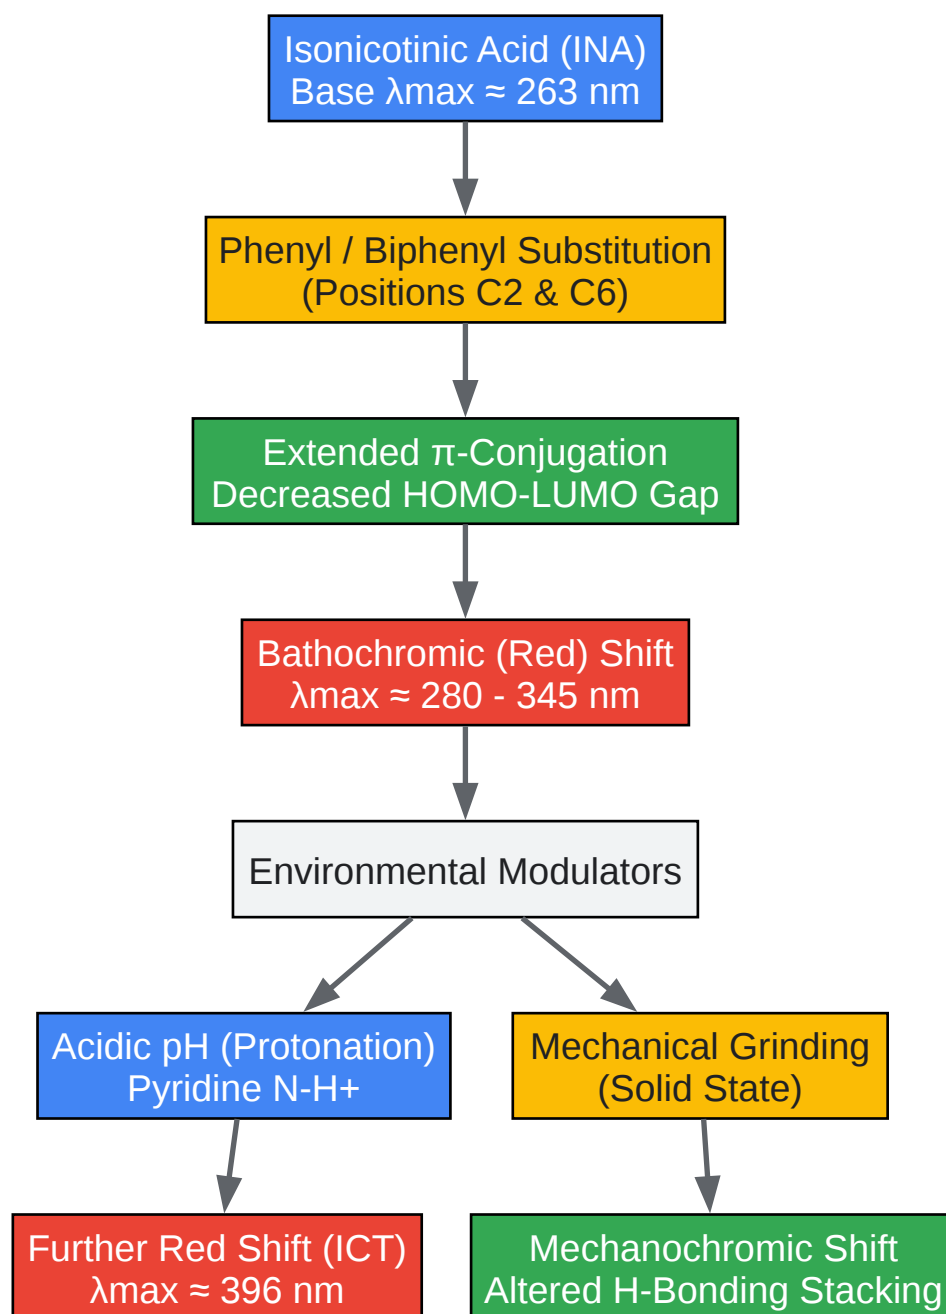 Isonicotinic Acid (INA)
Base λmax ≈ 263 nm
Phenyl / Biphenyl Substitution
(Positions C2 & C6)
Extended π-Conjugation
Decreased HOMO-LUMO Gap
Bathochromic (Red) Shift
λmax ≈ 280 - 345 nm
Environmental Modulators
Acidic pH (Protonation)
Pyridine N-H+
Mechanical Grinding
(Solid State)
Further Red Shift (ICT)
λmax ≈ 396 nm
Mechanochromic Shift
Altered H-Bonding Stacking